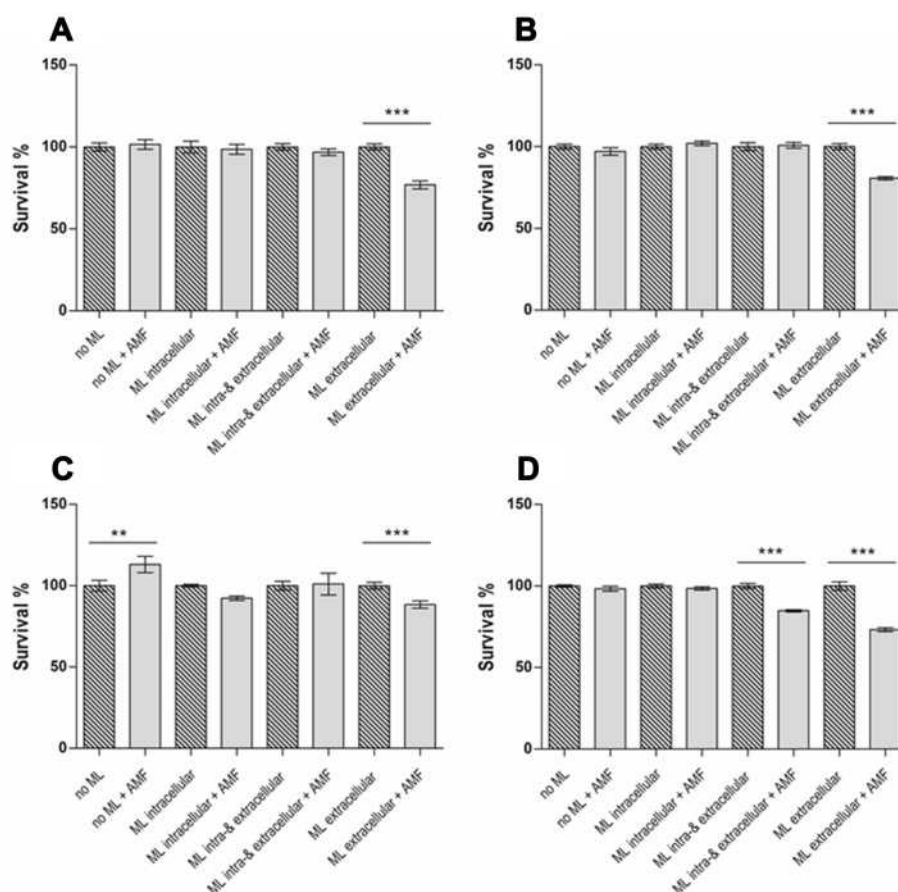 A
Survival %
150
100
50
0
***
no ML
no ML + AMF
ML intracellular
ML intracellular + AMF
ML intra-& extracellular
ML intra-& extracellular + AMF
ML extracellular
ML extracellular + AMF
B
Survival %
150
100
50
0
***
no ML
no ML + AMF
ML intracellular
ML intracellular + AMF
ML intra-& extracellular
ML intra-& extracellular + AMF
ML extracellular
ML extracellular + AMF
C
Survival %
150
100
50
0
**
***
no ML
no ML + AMF
ML intracellular
ML intracellular + AMF
ML intra-& extracellular
ML intra-& extracellular + AMF
ML extracellular
ML extracellular + AMF
D
Survival %
150
100
50
0
***
***
no ML
no ML + AMF
ML intracellular
ML intracellular + AMF
ML intra-& extracellular
ML intra-& extracellular + AMF
ML extracellular
ML extracellular + AMF